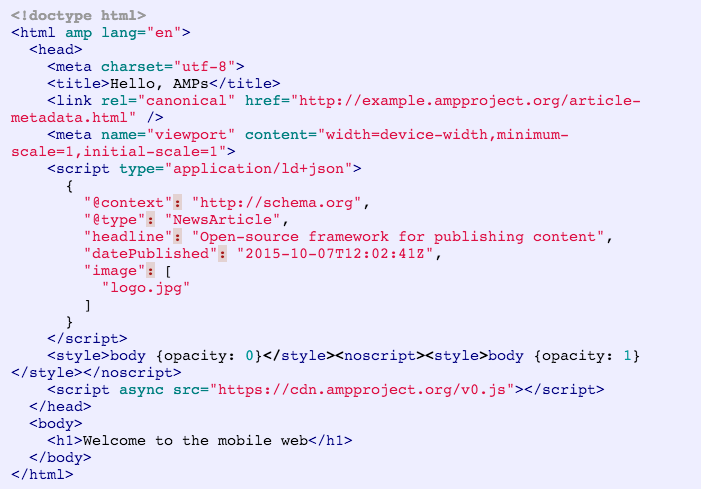 <!doctype html>
<html amp lang="en">
  <head>
    <meta charset="utf-8">
    <title>Hello, AMPs</title>
    <link rel="canonical" href="http://example.ampproject.org/article-
metadata.html" />
    <meta name="viewport" content="width=device-width,minimum-
scale=1,initial-scale=1">
    <script type="application/ld+json">
      {
        "@context": "http://schema.org",
        "@type": "NewsArticle",
        "headline": "Open-source framework for publishing content",
        "datePublished": "2015-10-07T12:02:41Z",
        "image": [
          "logo.jpg"
        ]
      }
    </script>
    <style>body {opacity: 0}</style><noscript><style>body {opacity: 1}
</style></noscript>
    <script async src="https://cdn.ampproject.org/v0.js"></script>
  </head>
  <body>
    <h1>Welcome to the mobile web</h1>
  </body>
</html>